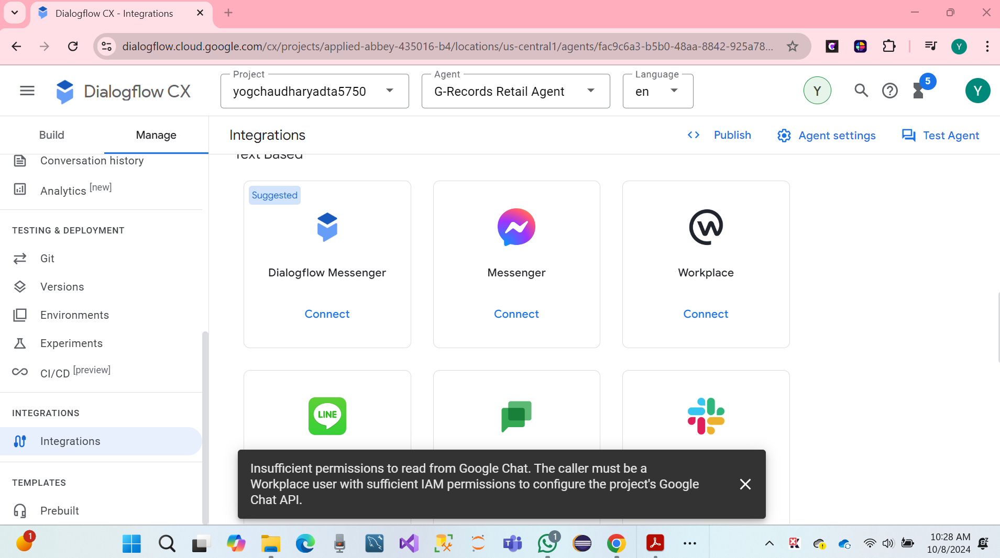 Dialogflow CX - Integrations
dialogflow.cloud.google.com/cx/projects/applied-abbey-435016-b4/locations/us-central1/agents/fac9c6a3-b5b0-48aa-8842-925a78...
Y
Dialogflow CX
Project
yogchaudharyadta5750
Agent
G-Records Retail Agent
Language
en
Y
5
Y
Build
Manage
Integrations
Publish
Agent settings
Test Agent
Conversation history
Analytics [new]
TESTING & DEPLOYMENT
Git
Versions
Environments
Experiments
CI/CD [preview]
INTEGRATIONS
Integrations
TEMPLATES
Prebuilt
Text Based
Suggested
Dialogflow Messenger
Connect
Messenger
Connect
Workplace
Connect
LINE
Insufficient permissions to read from Google Chat. The caller must be a
Workplace user with sufficient IAM permissions to configure the project's Google
Chat API.
1
1
10:28 AM
10/8/2024